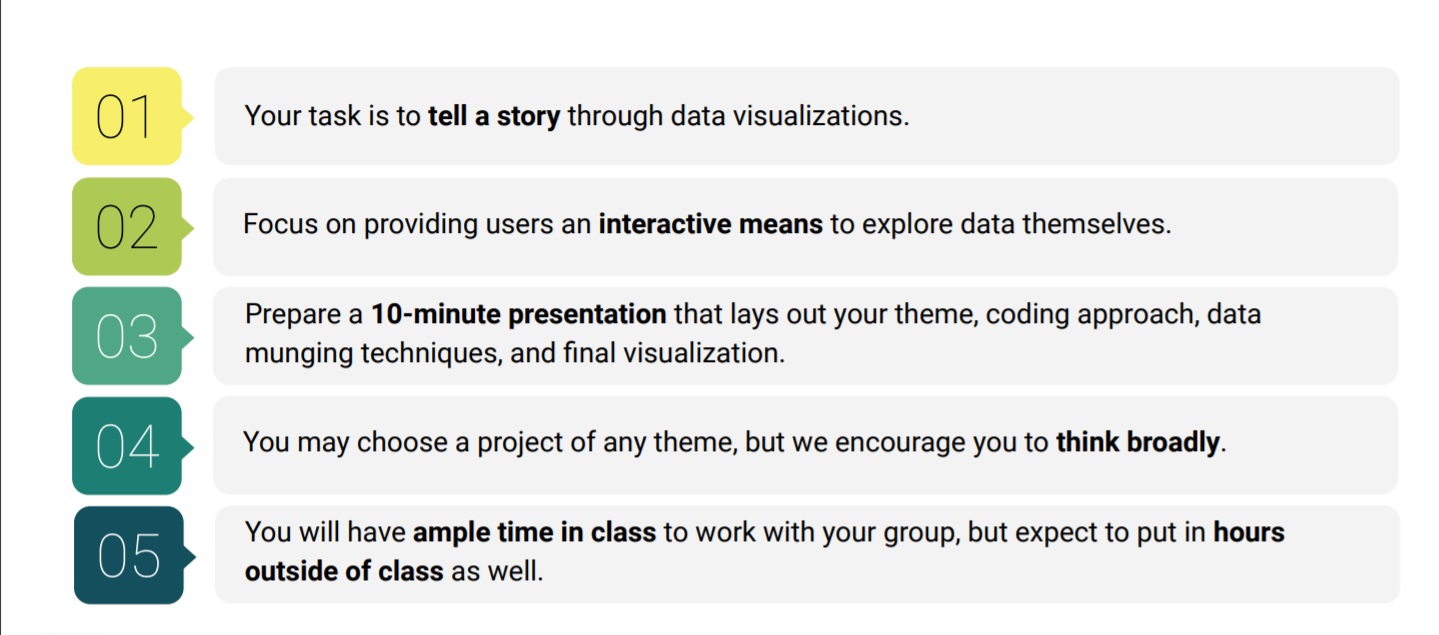 01
Your task is to tell a story through data visualizations.
02
Focus on providing users an interactive means to explore data themselves.
03
Prepare a 10-minute presentation that lays out your theme, coding approach, data
munging techniques, and final visualization.
04
You may choose a project of any theme, but we encourage you to think broadly.
05
You will have ample time in class to work with your group, but expect to put in hours
outside of class as well.